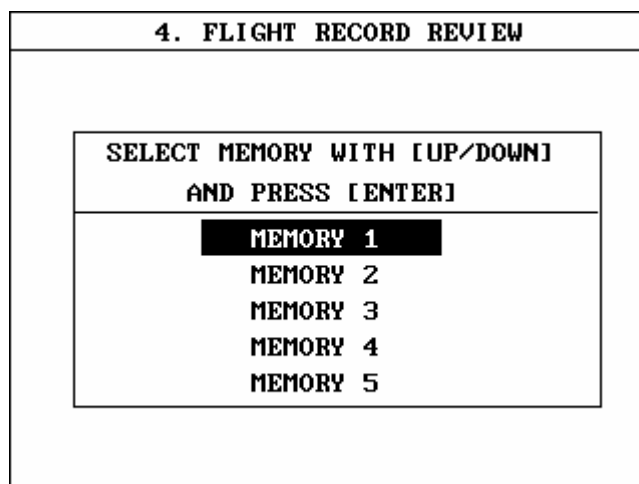 4. FLIGHT RECORD REVIEW
SELECT MEMORY WITH [UP/DOWN]
AND PRESS [ENTER]
MEMORY 1
MEMORY 2
MEMORY 3
MEMORY 4
MEMORY 5